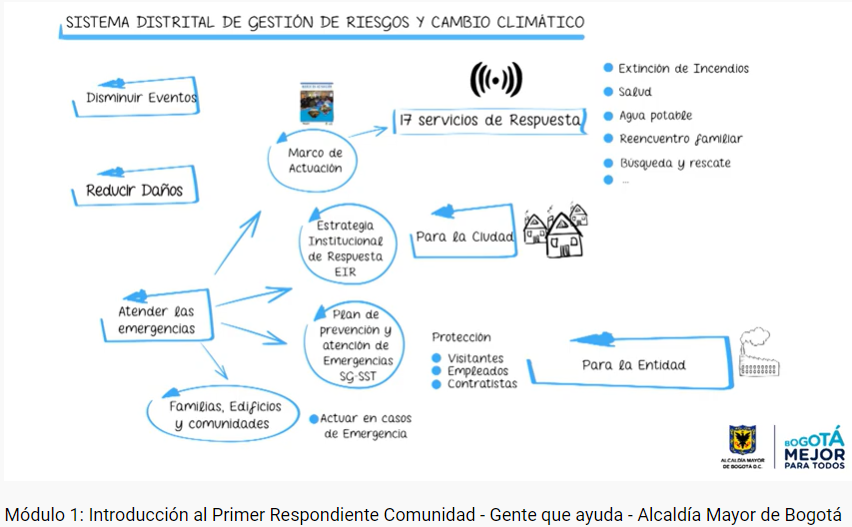 SISTEMA DISTRITAL DE GESTIÓN DE RIESGOS Y CAMBIO CLIMÁTICO
Disminuir Eventos
Reducir Daños
Atender las
emergencias
Marco de
Actuación
17 servicios de Respuesta
Extinción de Incendios
Salud
Agua potable
Reencuentro familiar
Búsqueda y rescate
...
Estrategia
Institucional
de Respuesta
EIR
Para la Ciudad
Plan de
prevención y
atención de
Emergencias
SG-SST
Protección
Visitantes
Empleados
Contratistas
Para la Entidad
Familias, Edificios
y comunidades
Actuar en casos
de Emergencia
ALCALDÍA MAYOR
DE BOGOTÁ D.C.
BOGOTÁ
MEJOR
PARA TODOS
Módulo 1: Introducción al Primer Respondiente Comunidad - Gente que ayuda - Alcaldía Mayor de Bogotá